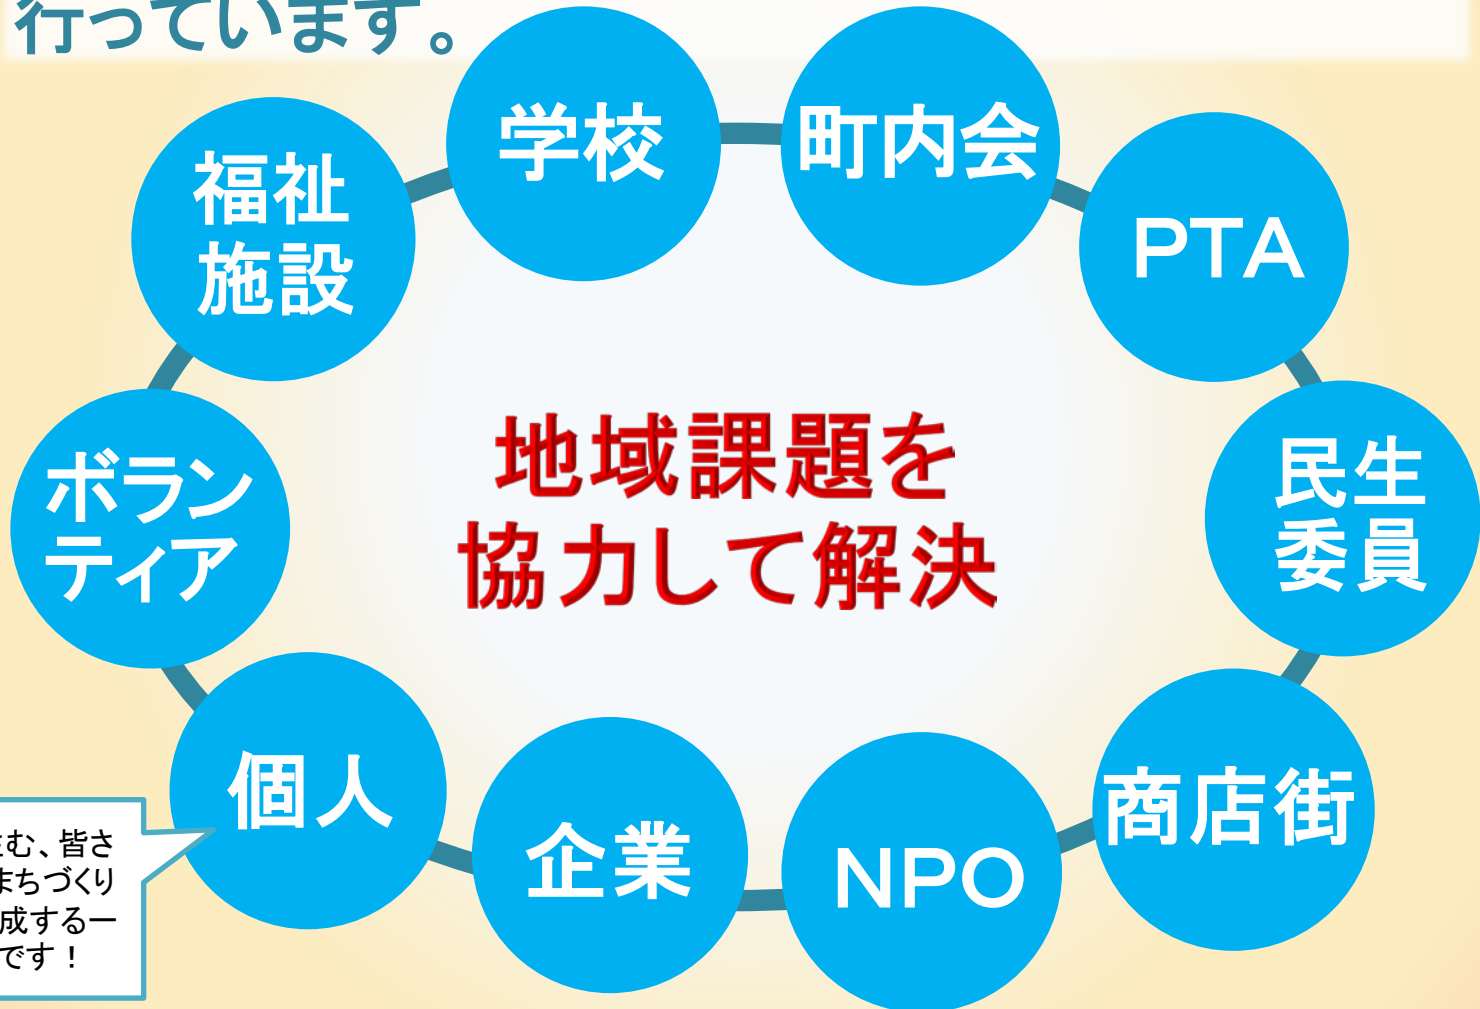 行っています。
学校
町内会
福祉
施設
PTA
地域課題を
協力して解決
ボラン
ティア
民生
委員
個人
商店街
企業
NPO
む、皆さ
まちづくり
成する一
です！